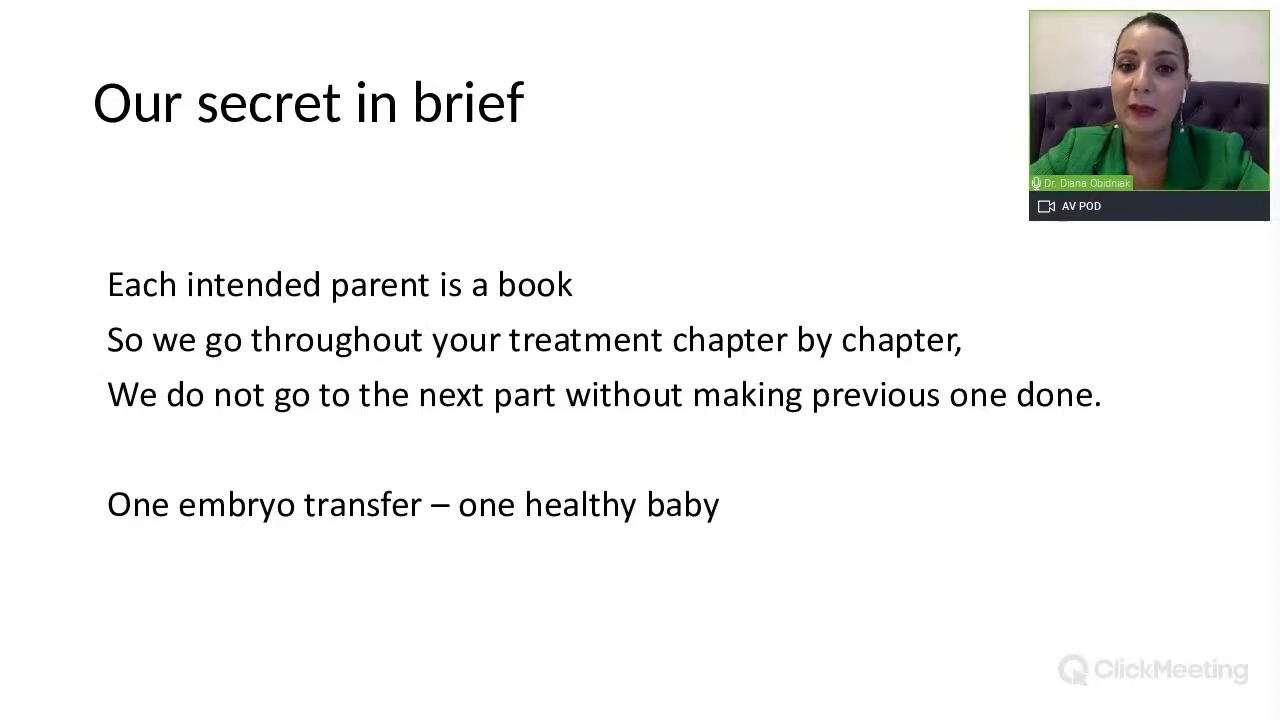 Our secret in brief
Dr. Diana Obidniak
AV POD
Each intended parent is a book
So we go throughout your treatment chapter by chapter,
We do not go to the next part without making previous one done.
One embryo transfer – one healthy baby
ClickMeeting